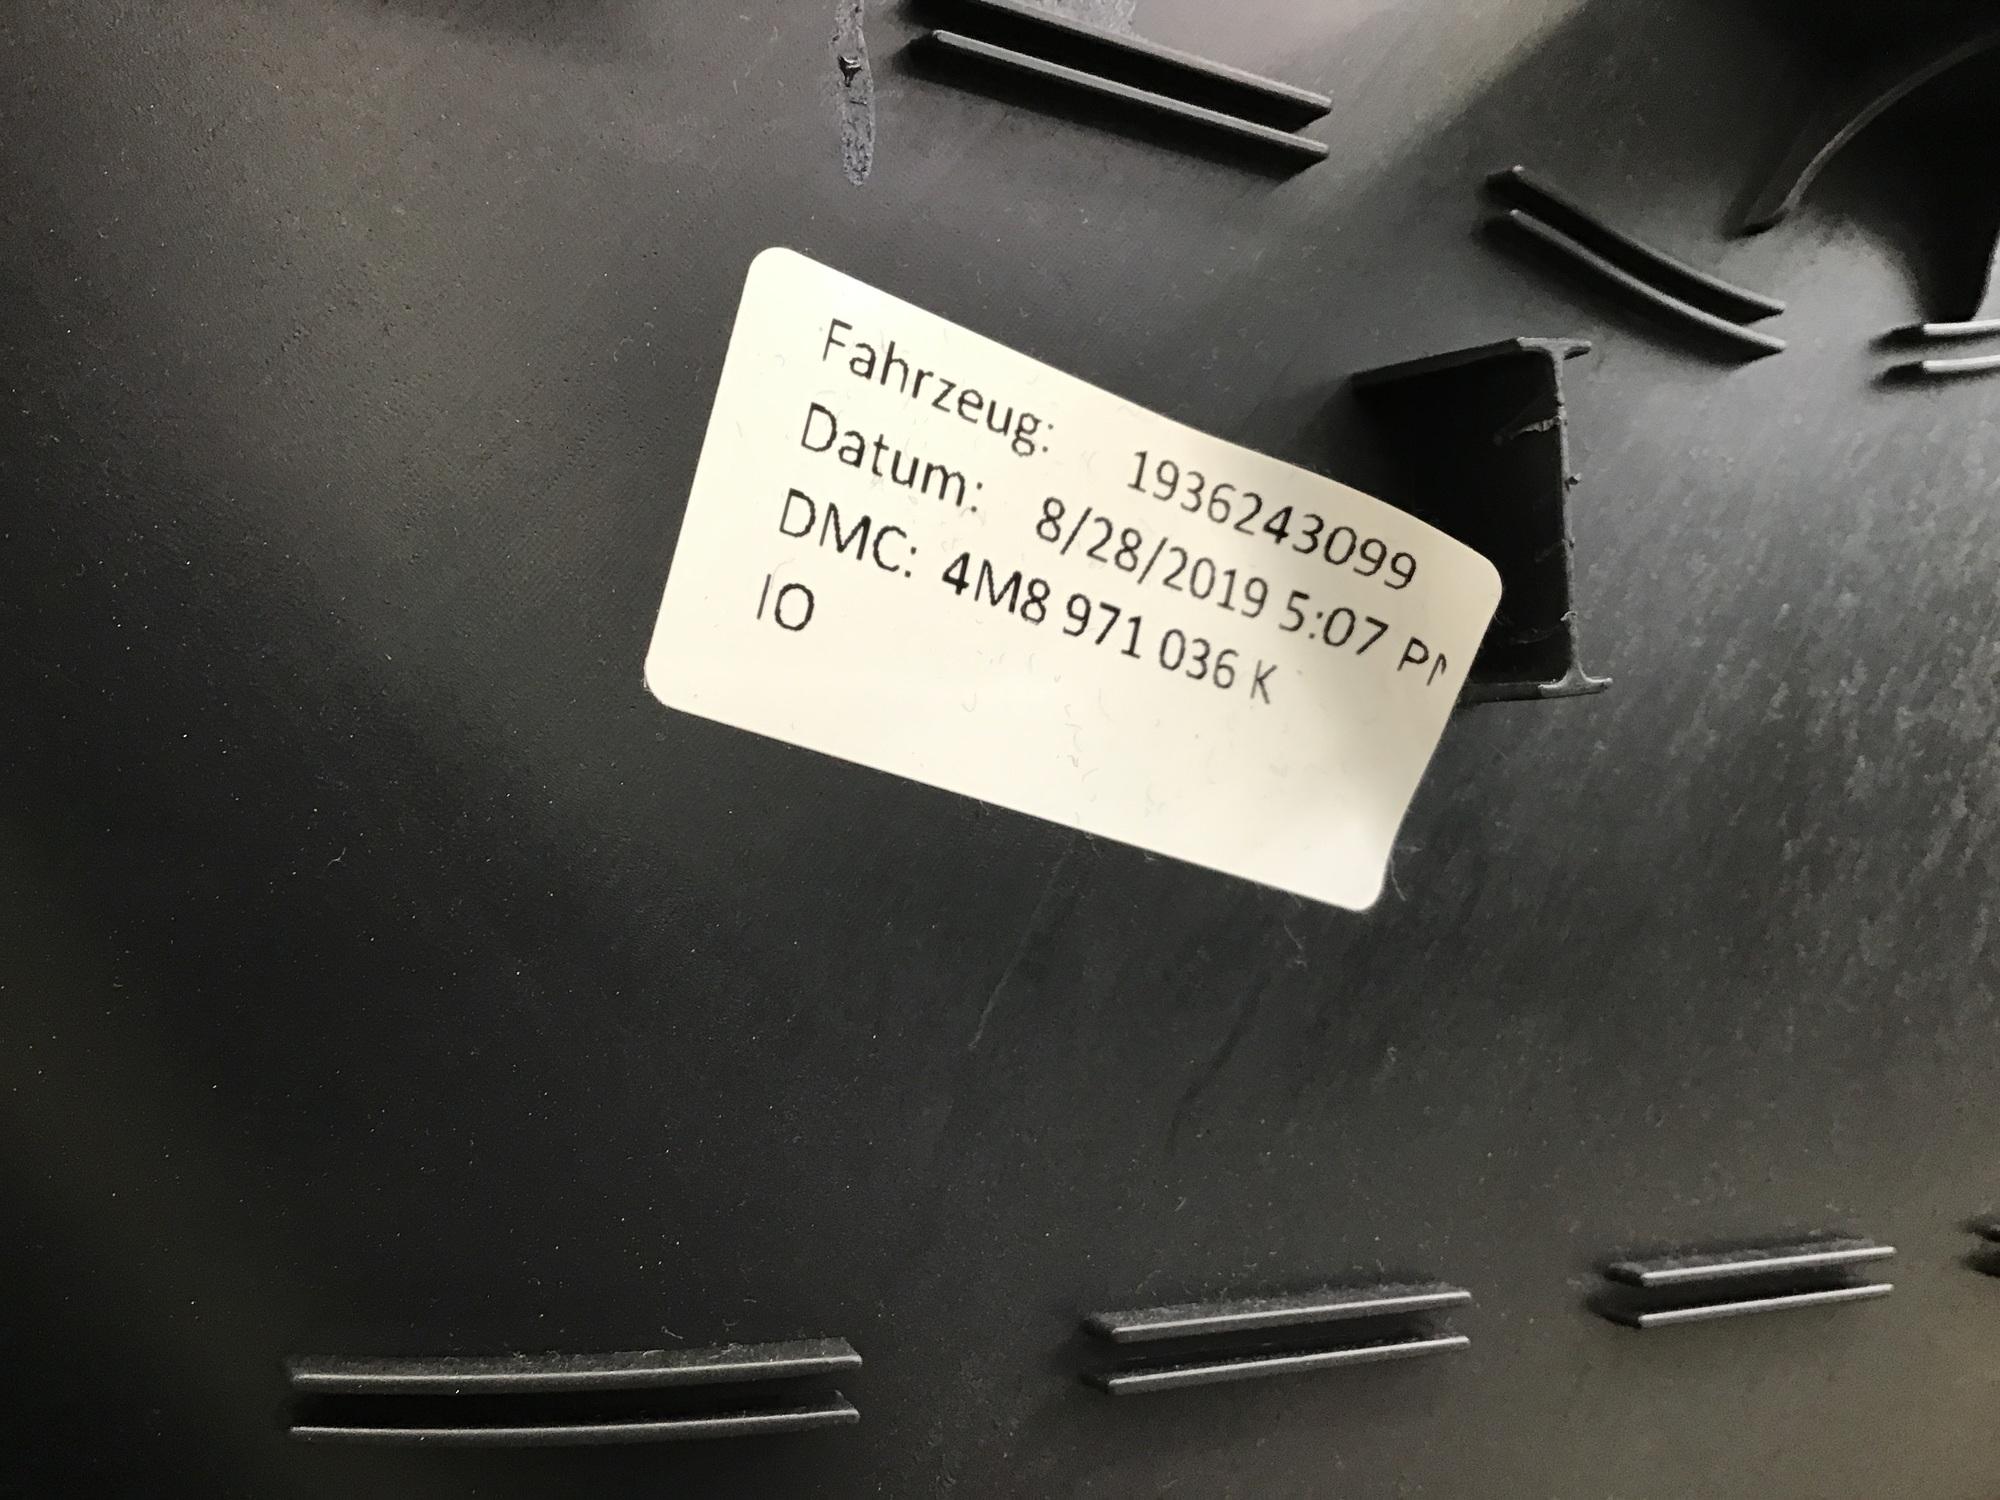 Fahrzeug: 1936243099
Datum: 8/28/2019 5:07
DMC: 4M8 971 036 K
IO